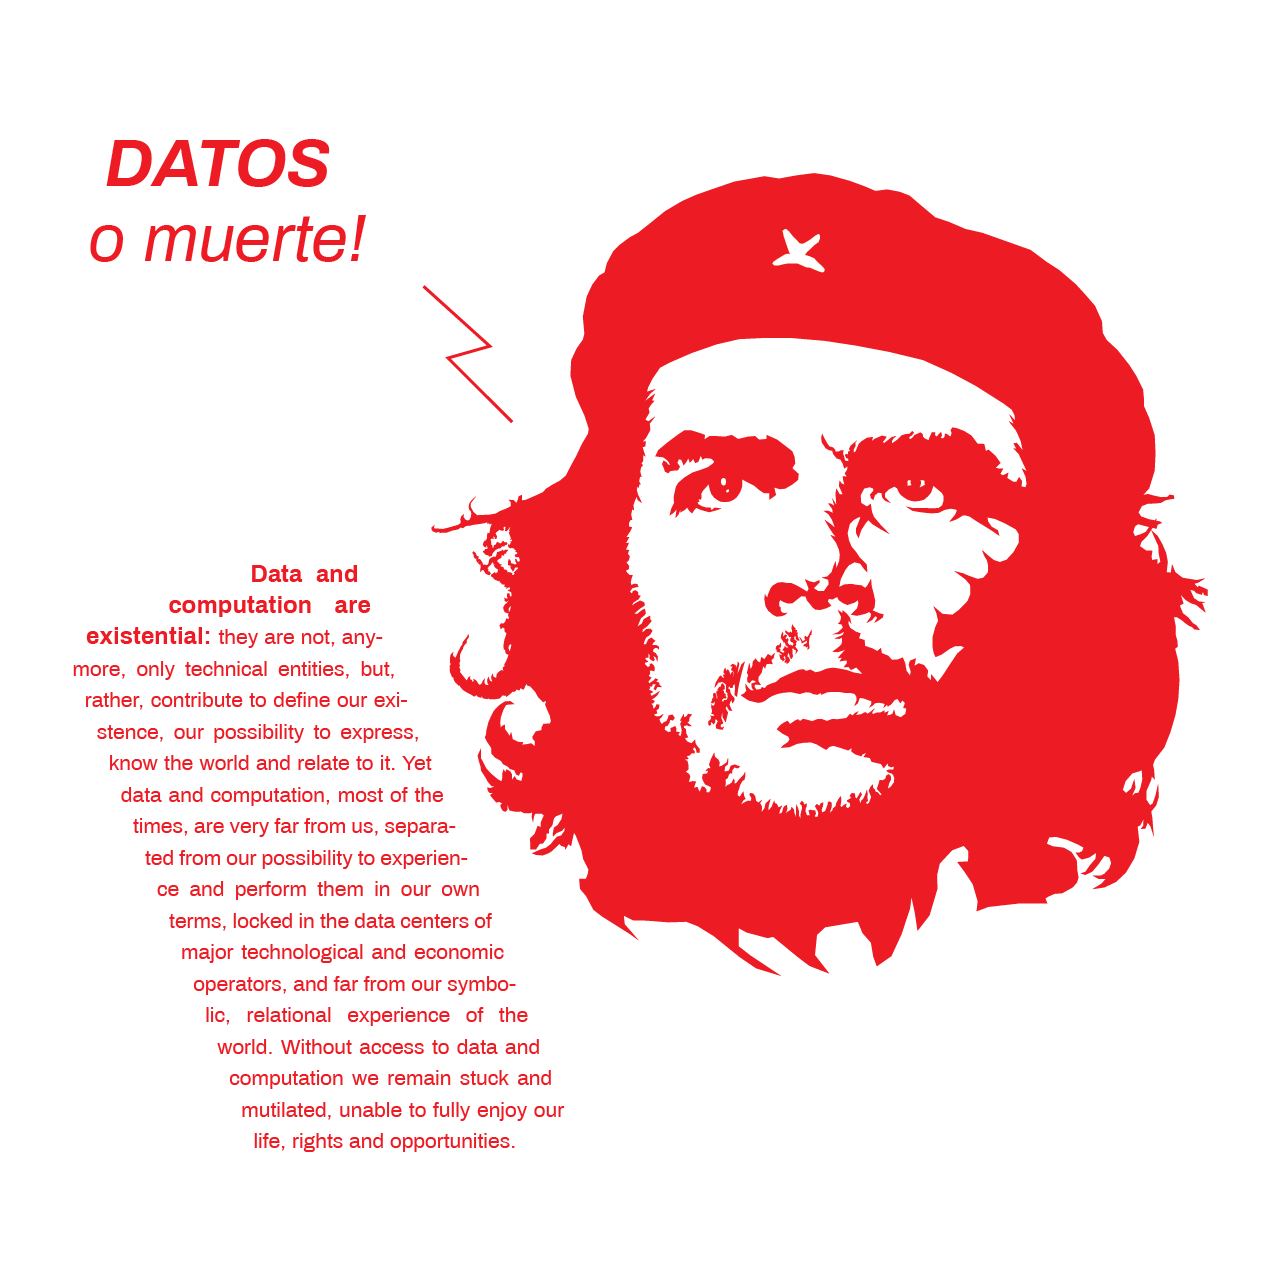 DATOS
o muerte!
Data and
computation are
existential: they are not, any-
more, only technical entities, but,
rather, contribute to define our exi-
stence, our possibility to express,
know the world and relate to it. Yet
data and computation, most of the
times, are very far from us, separa-
ted from our possibility to experien-
ce and perform them in our own
terms, locked in the data centers of
major technological and economic
operators, and far from our symbo-
lic, relational experience of the
world. Without access to data and
computation we remain stuck and
mutilated, unable to fully enjoy our
life, rights and opportunities.